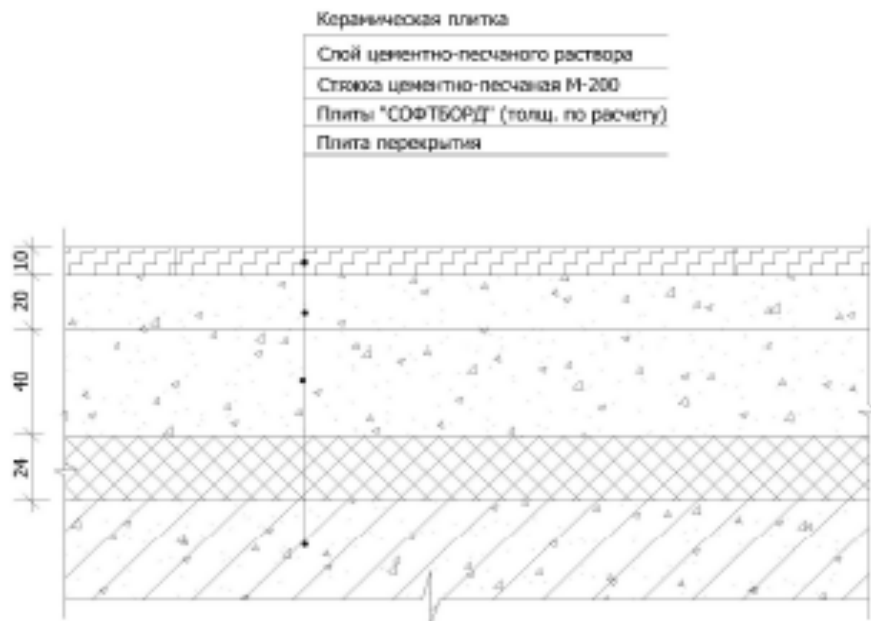 Керамическая плитка
Слой цементно-песчаного раствора
Стяжка цементно-песчаная М-200
Плиты "СОФТБОРД" (толщ. по расчету)
Плита перекрытия
10
20
40
24